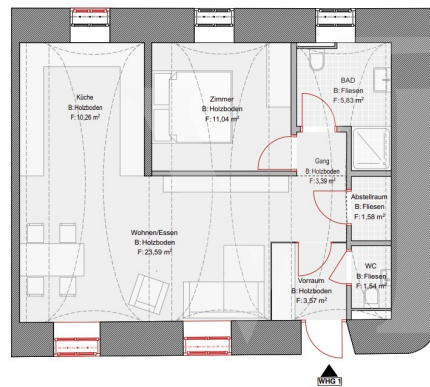 Küche
B: Holzboden
F: 10,26 m²
Zimmer
B: Holzboden
F: 11,04 m²
BAD
B: Fliesen
F: 5,83 m²
Gang
B: Holzboden
F: 3,39 m²
Abstellraum
B: Fliesen
F: 1,58 m²
Wohnen/Essen
B: Holzboden
F: 23,59 m²
WC
B: Fliesen
F: 1,54 m²
Vorraum
B: Holzboden
F: 3,57 m²
WHG 1